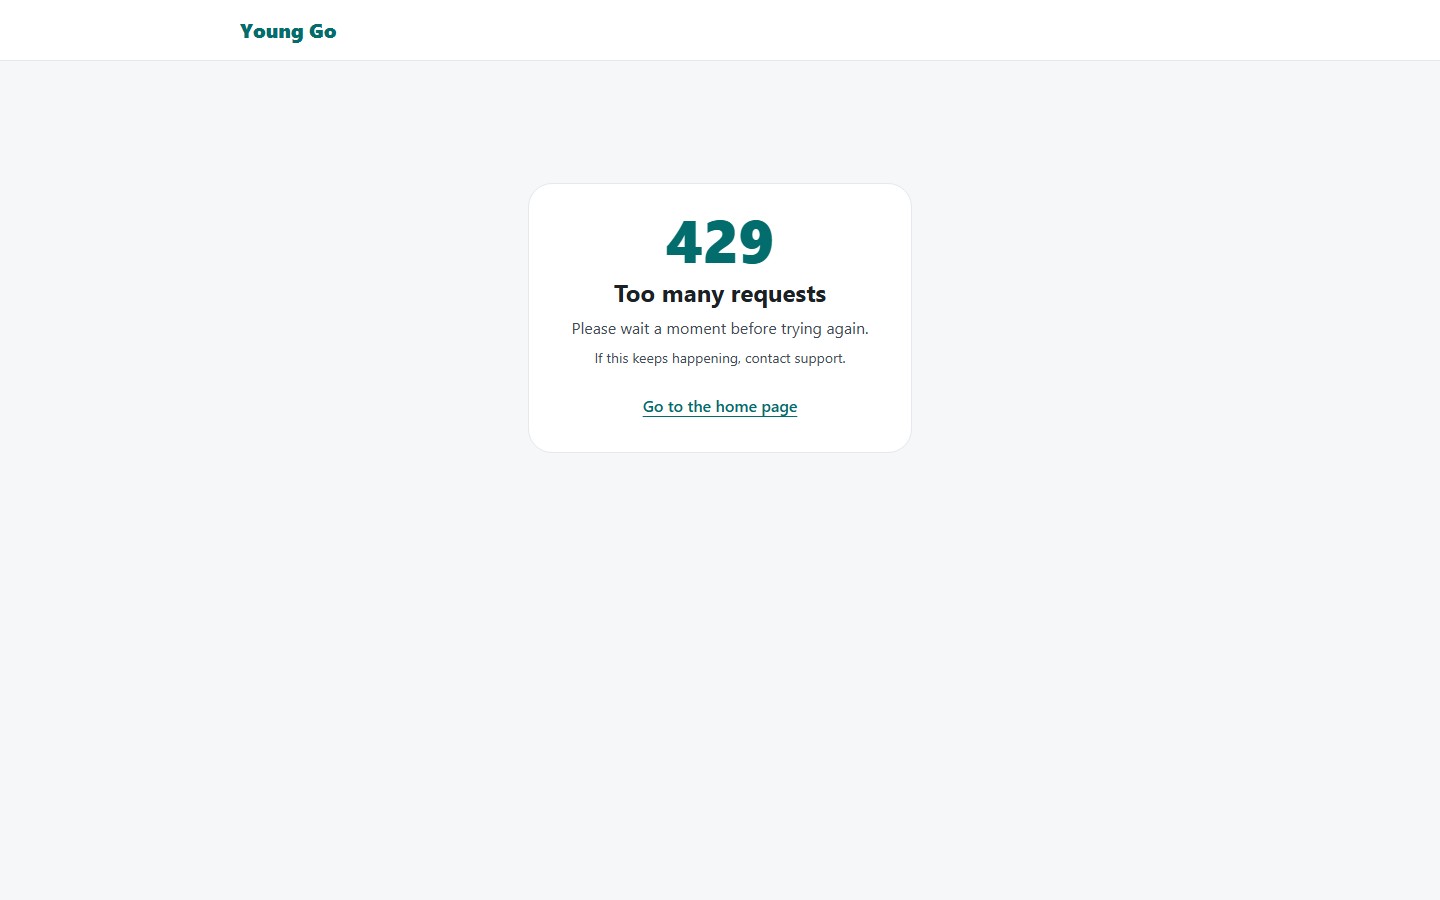 Young Go
429
Too many requests
Please wait a moment before trying again.
If this keeps happening, contact support.
Go to the home page